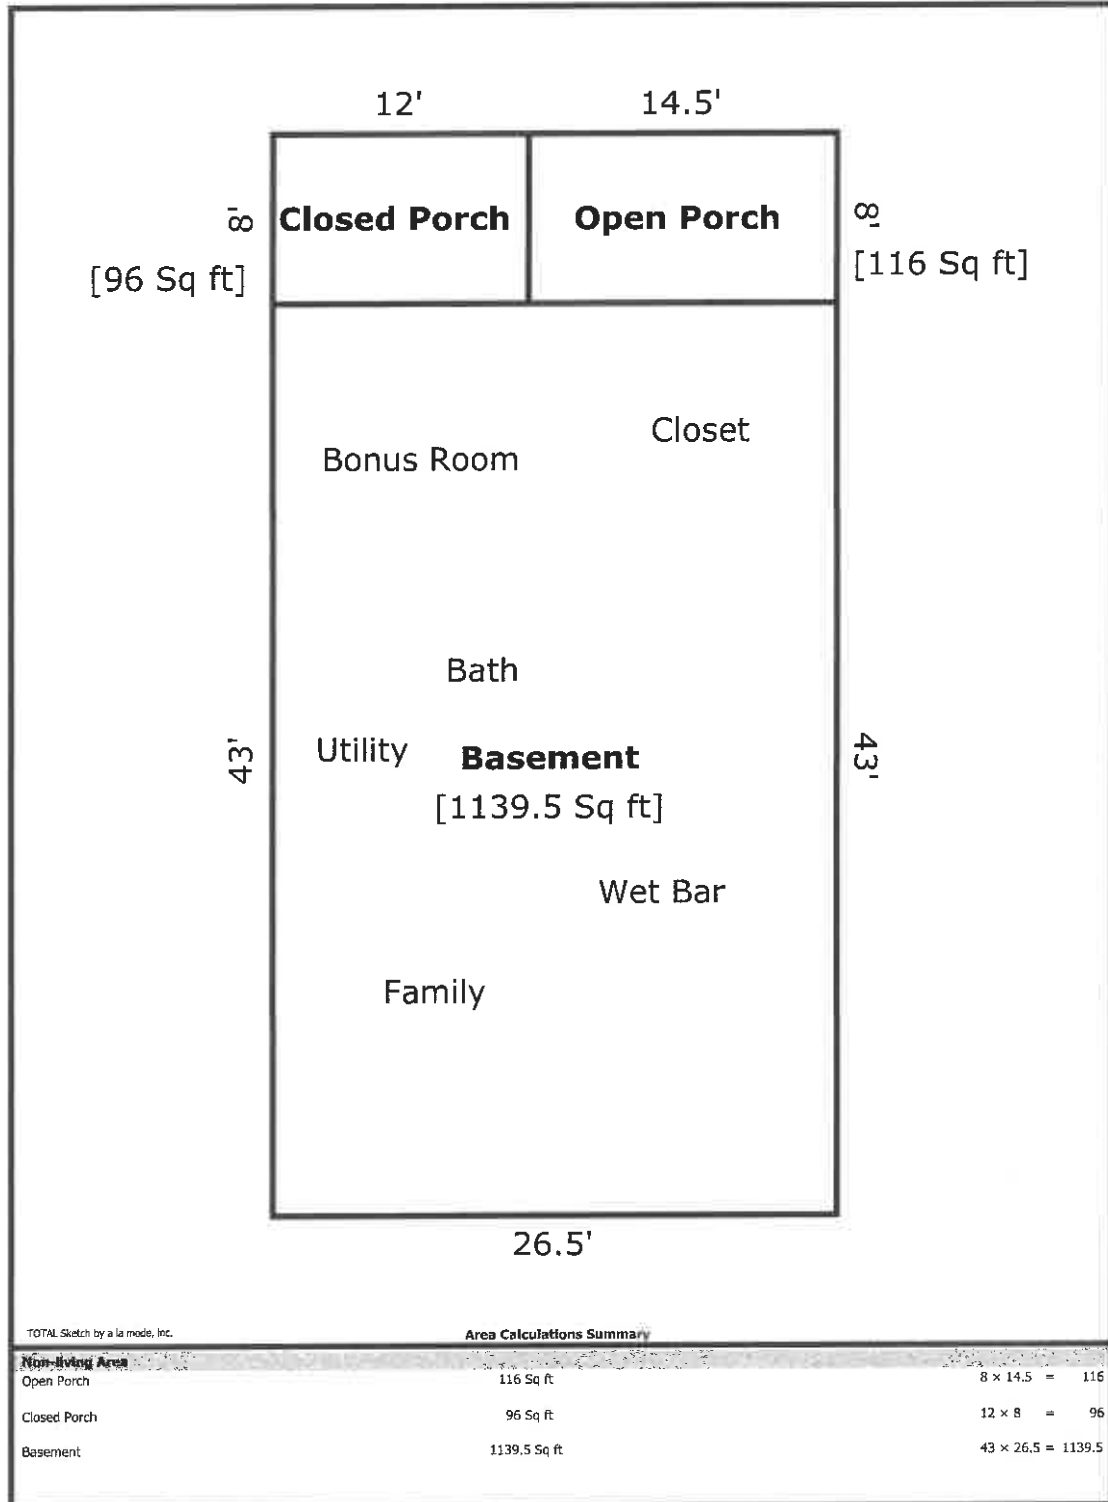 12' 14.5'
8' Closed Porch Open Porch 8'
[96 Sq ft] [116 Sq ft]
Closet
Bonus Room
Bath
43' Utility Basement 43'
[1139.5 Sq ft]
Wet Bar
Family
26.5'
TOTAL Sketch by a la mode, inc. Area Calculations Summary
Non-living Area
Open Porch 116 Sq ft 8 × 14.5 = 116
Closed Porch 96 Sq ft 12 × 8 = 96
Basement 1139.5 Sq ft 43 × 26.5 = 1139.5